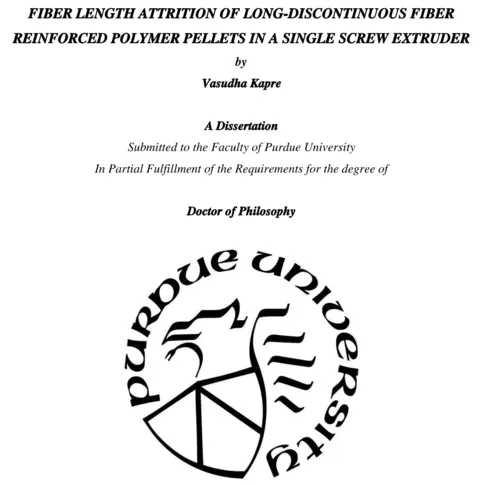 FIBER LENGTH ATTRITION OF LONG-DISCONTINUOUS FIBER
REINFORCED POLYMER PELLETS IN A SINGLE SCREW EXTRUDER
by
Vasudha Kapre
A Dissertation
Submitted to the Faculty of Purdue University
In Partial Fulfillment of the Requirements for the degree of
Doctor of Philosophy
PURDUE UNIVERSITY